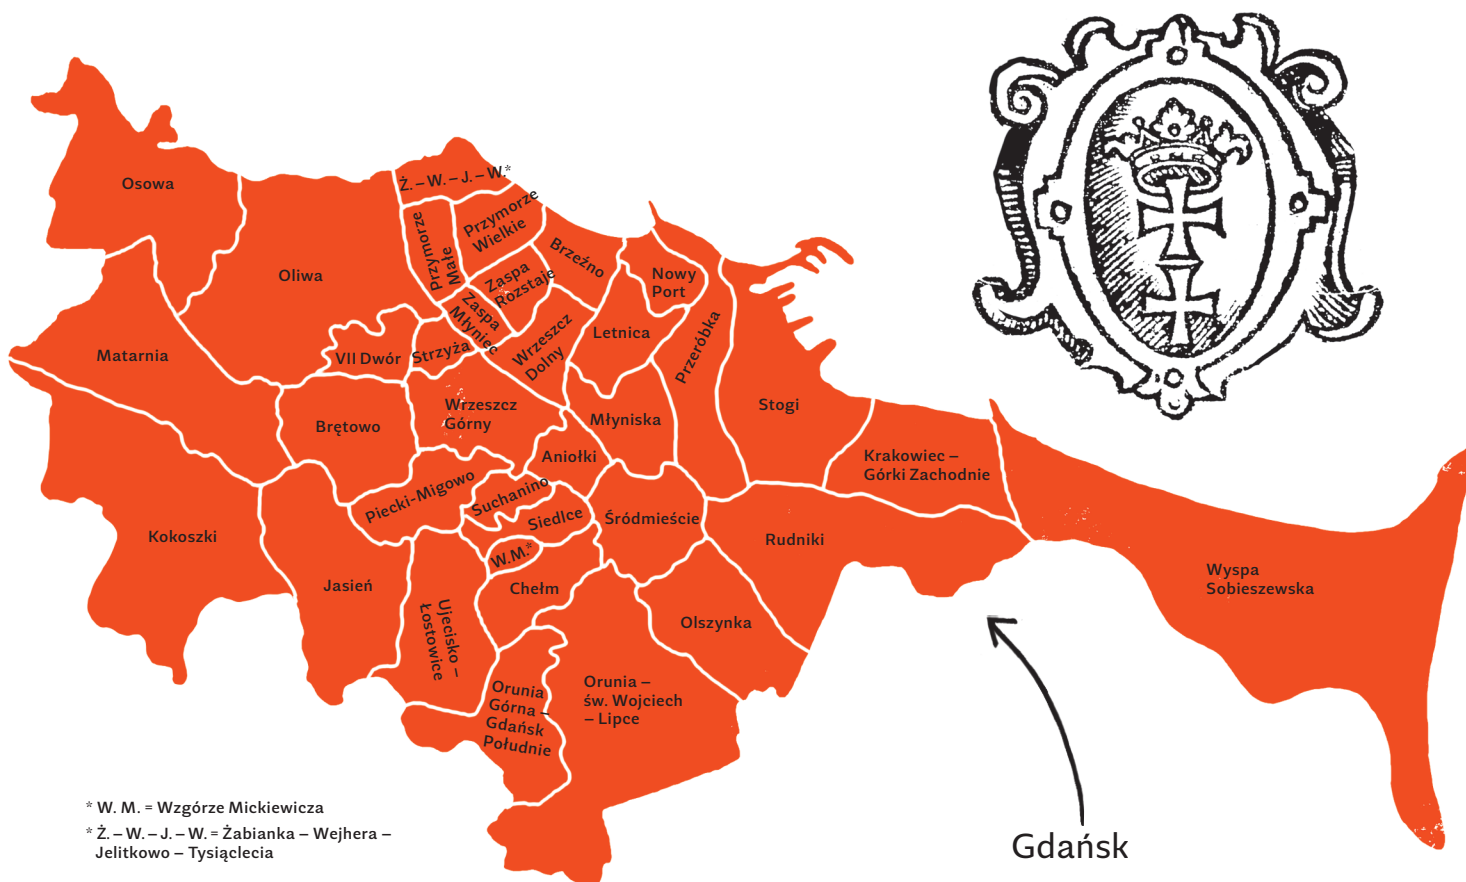 Osowa
Ż. – W. – J. – W.*
Przymorze
Małe
Przymorze
Wielkie
Brzeźno
Oliwa
Zaspa
Rozstaje
Nowy
Port
Zaspa
Młyniec
Letnica
Matarnia
VII Dwór
Strzyża
Wrzeszcz
Dolny
Przeróbka
Stogi
Wrzeszcz
Górny
Brętowo
Młyniska
Aniołki
Krakowiec –
Górki Zachodnie
Piecki-Migowo
Suchanino
Siedlce
Śródmieście
Kokoszki
Rudniki
W.M.*
Jasień
Chełm
Wyspa
Sobieszewska
Ujecisko –
Łostowice
Olszynka
Orunia
Górna –
Gdańsk
Południe
Orunia –
św. Wojciech
– Lipce
* W. M. = Wzgórze Mickiewicza
* Ż. – W. – J. – W. = Żabianka – Wejhera –
Jelitkowo – Tysiąclecia
Gdańsk